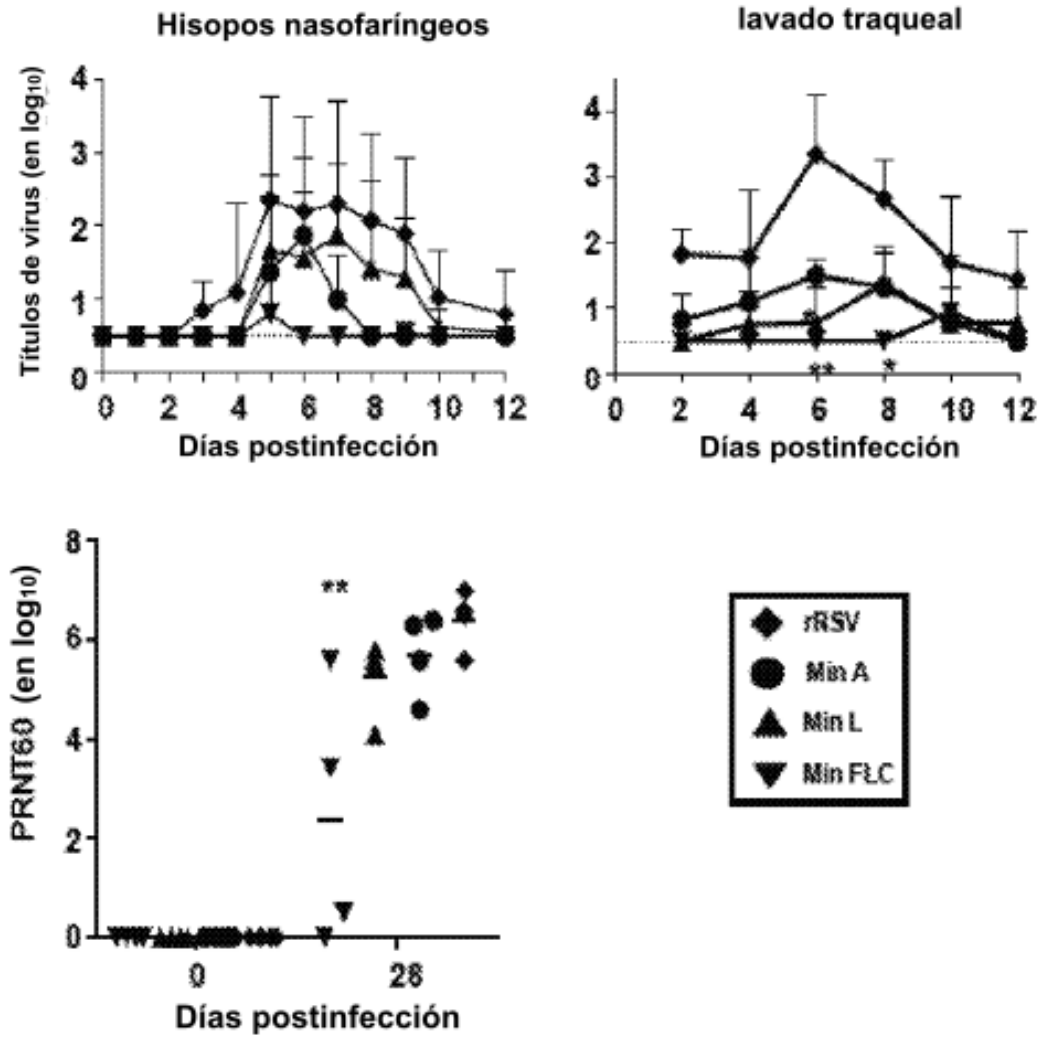 Hisopos nasofaríngeos
lavado traqueal
Títulos de virus (en log10)
4
3
2
1
0
0 2 4 6 8 10 12
Días postinfección
4
3
2
1
0
** *
0 2 4 6 8 10 12
Días postinfección
PRNT60 (en log10)
8
6
4
2
0
**
0 28
Días postinfección
rRSV
Min A
Min L
Min FLC